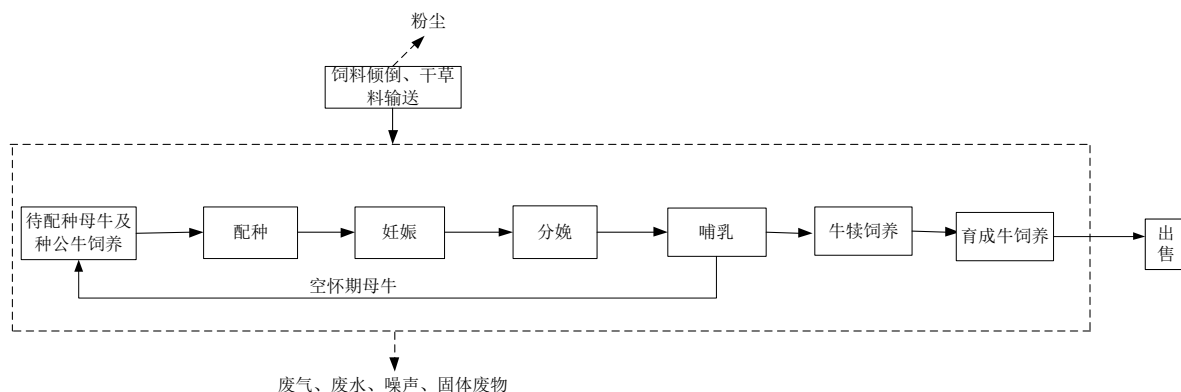 粉尘
饲料倾倒、干草
料输送
待配种母牛及
种公牛饲养
配种
妊娠
分娩
哺乳
牛犊饲养
育成牛饲养
出
售
空怀期母牛
废气、废水、噪声、固体废物